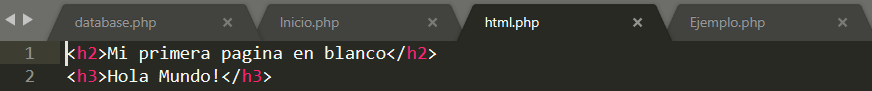 database.php Inicio.php html.php Ejemplo.php
1 <h2>Mi primera pagina en blanco</h2>
2 <h3>Hola Mundo!</h3>